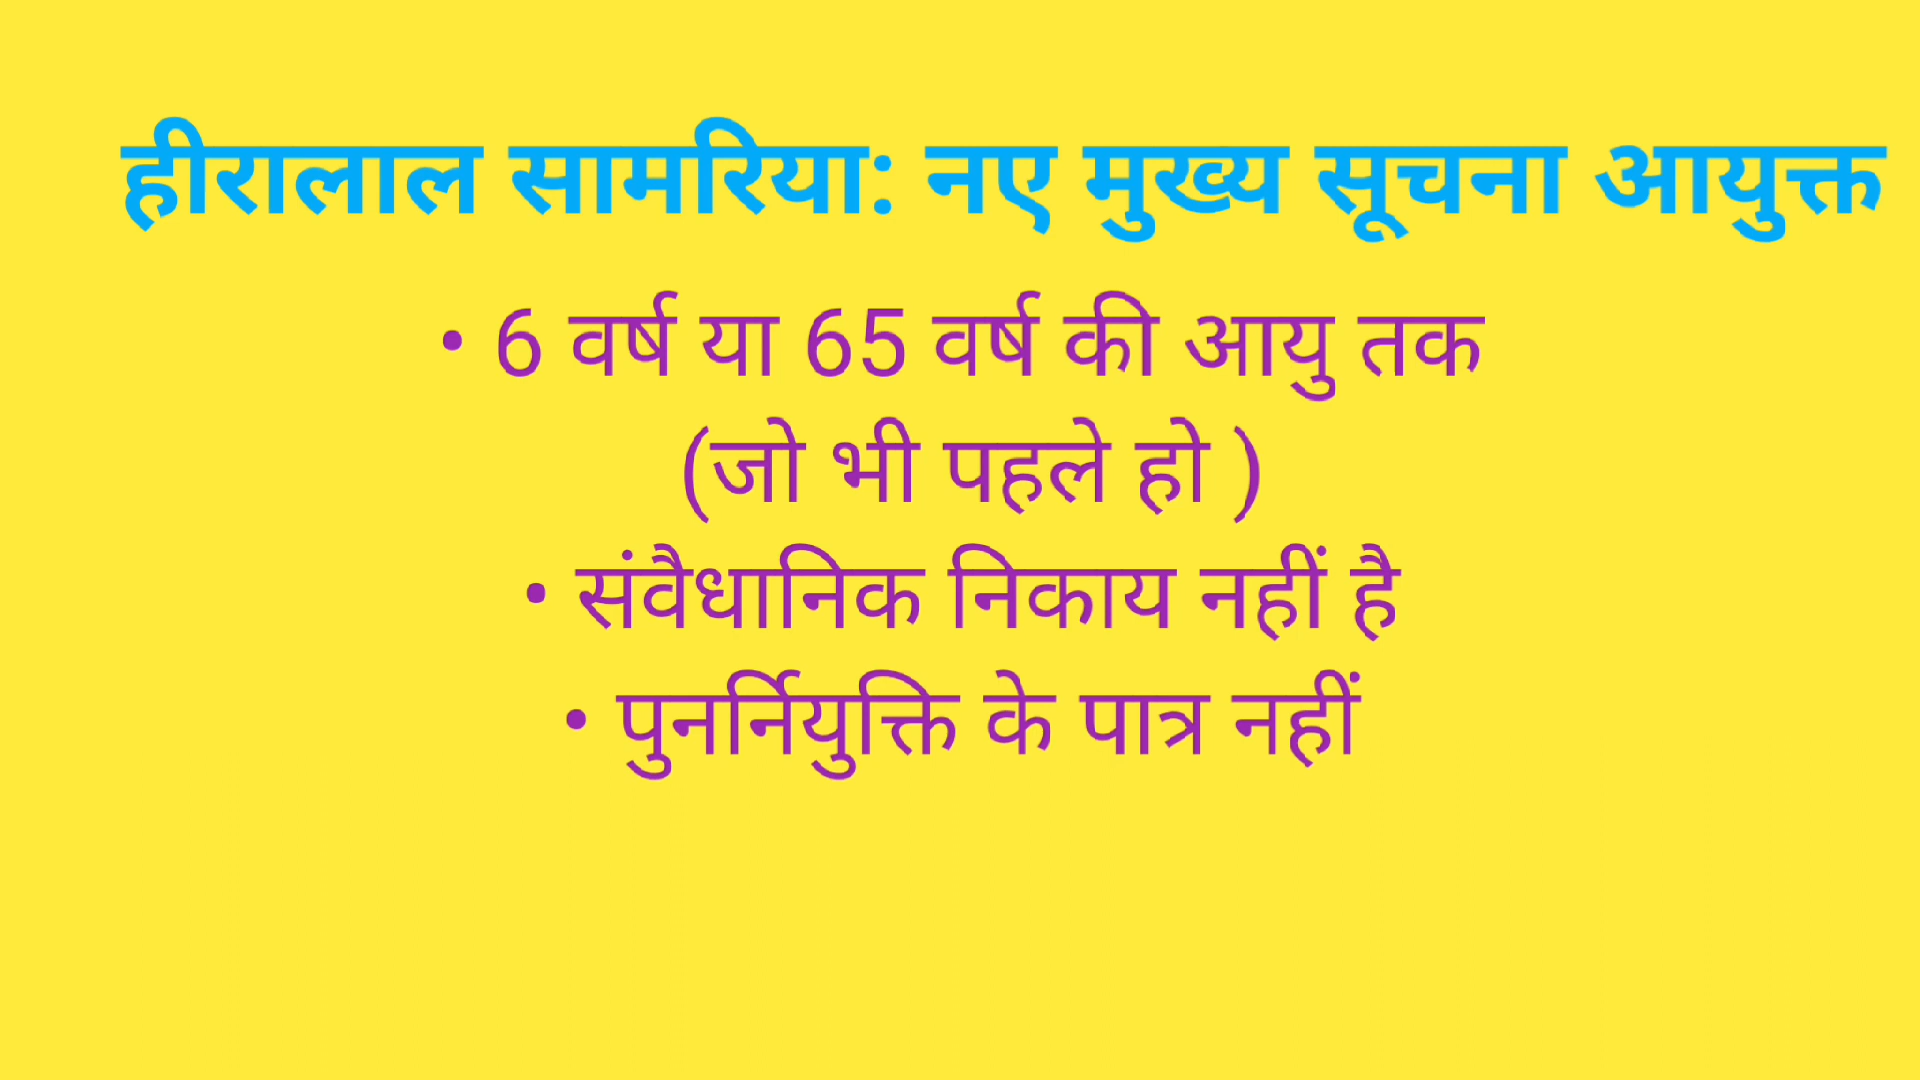 हीरालाल सामरिया: नए मुख्य सूचना आयुक्त
• 6 वर्ष या 65 वर्ष की आयु तक
(जो भी पहले हो )
• संवैधानिक निकाय नहीं है
• पुनर्नियुक्ति के पात्र नहीं